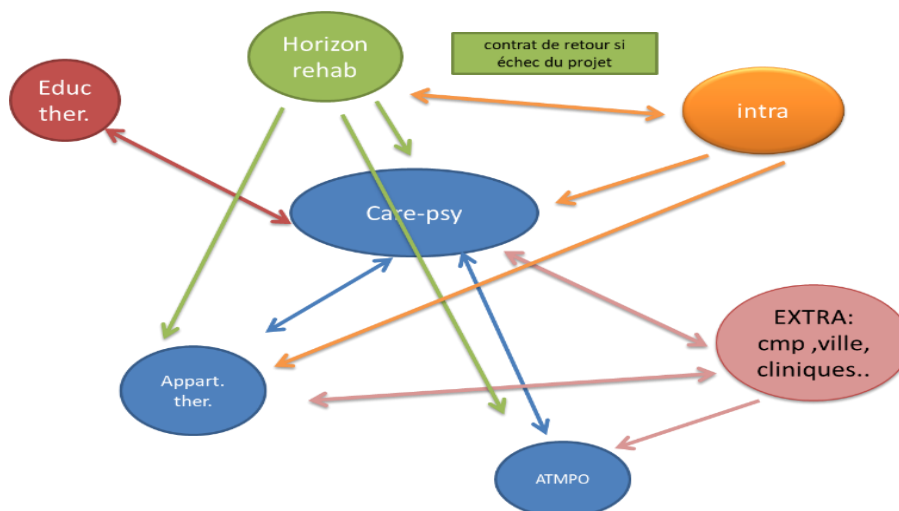 Horizon
rehab
contrat de retour si
échec du projet
Educ
ther.
intra
Care-psy
EXTRA:
cmp ,ville,
cliniques..
Appart.
ther.
ATMPO